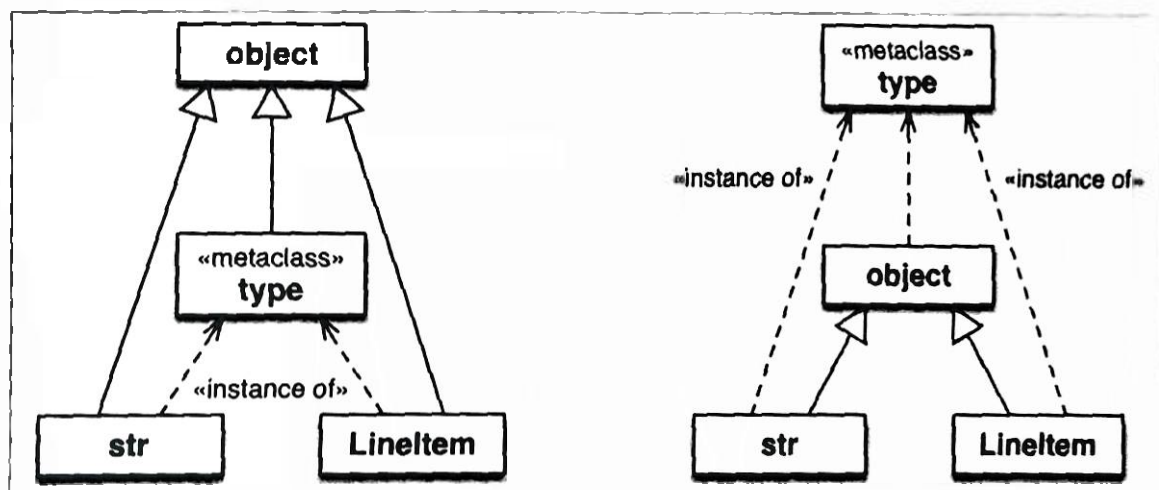 object
«metaclass»
type
«instance of»
str
LineItem
«metaclass»
type
«instance of»
«instance of»
object
str
LineItem